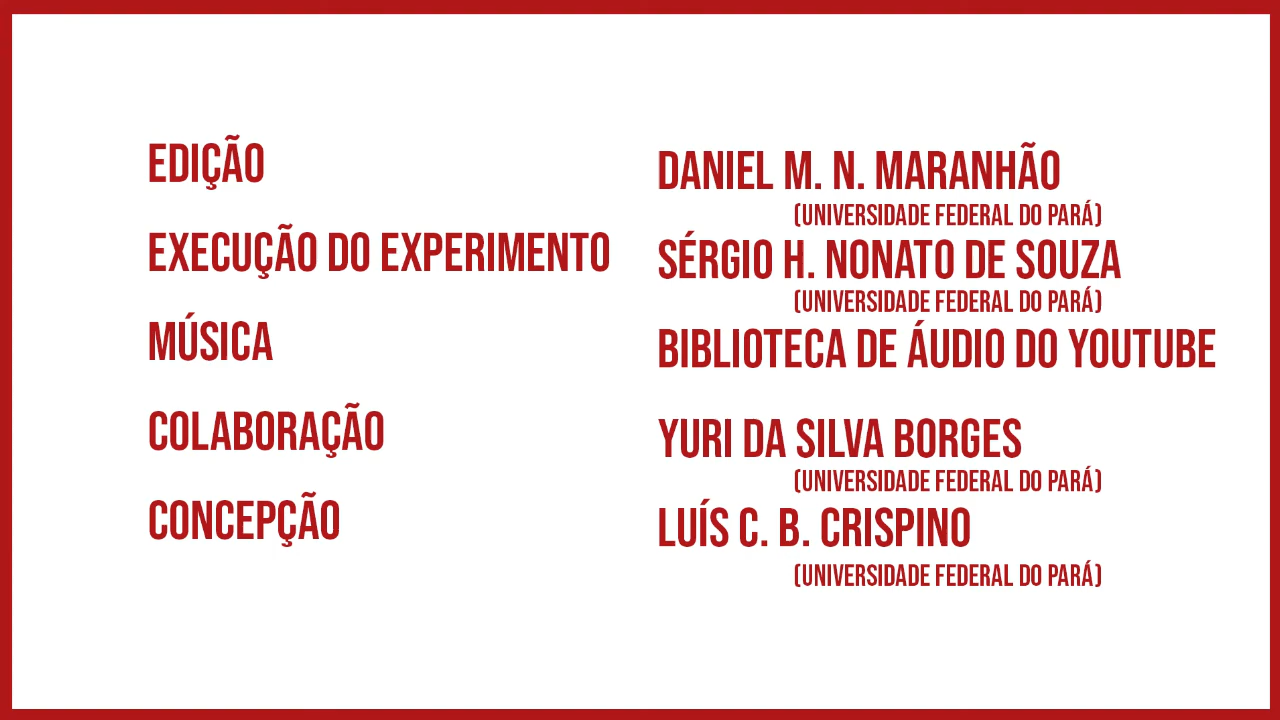 EDIÇÃO
DANIEL M. N. MARANHÃO
(UNIVERSIDADE FEDERAL DO PARÁ)
EXECUÇÃO DO EXPERIMENTO
SÉRGIO H. NONATO DE SOUZA
(UNIVERSIDADE FEDERAL DO PARÁ)
MÚSICA
BIBLIOTECA DE ÁUDIO DO YOUTUBE
COLABORAÇÃO
YURI DA SILVA BORGES
(UNIVERSIDADE FEDERAL DO PARÁ)
CONCEPÇÃO
LUÍS C. B. CRISPINO
(UNIVERSIDADE FEDERAL DO PARÁ)